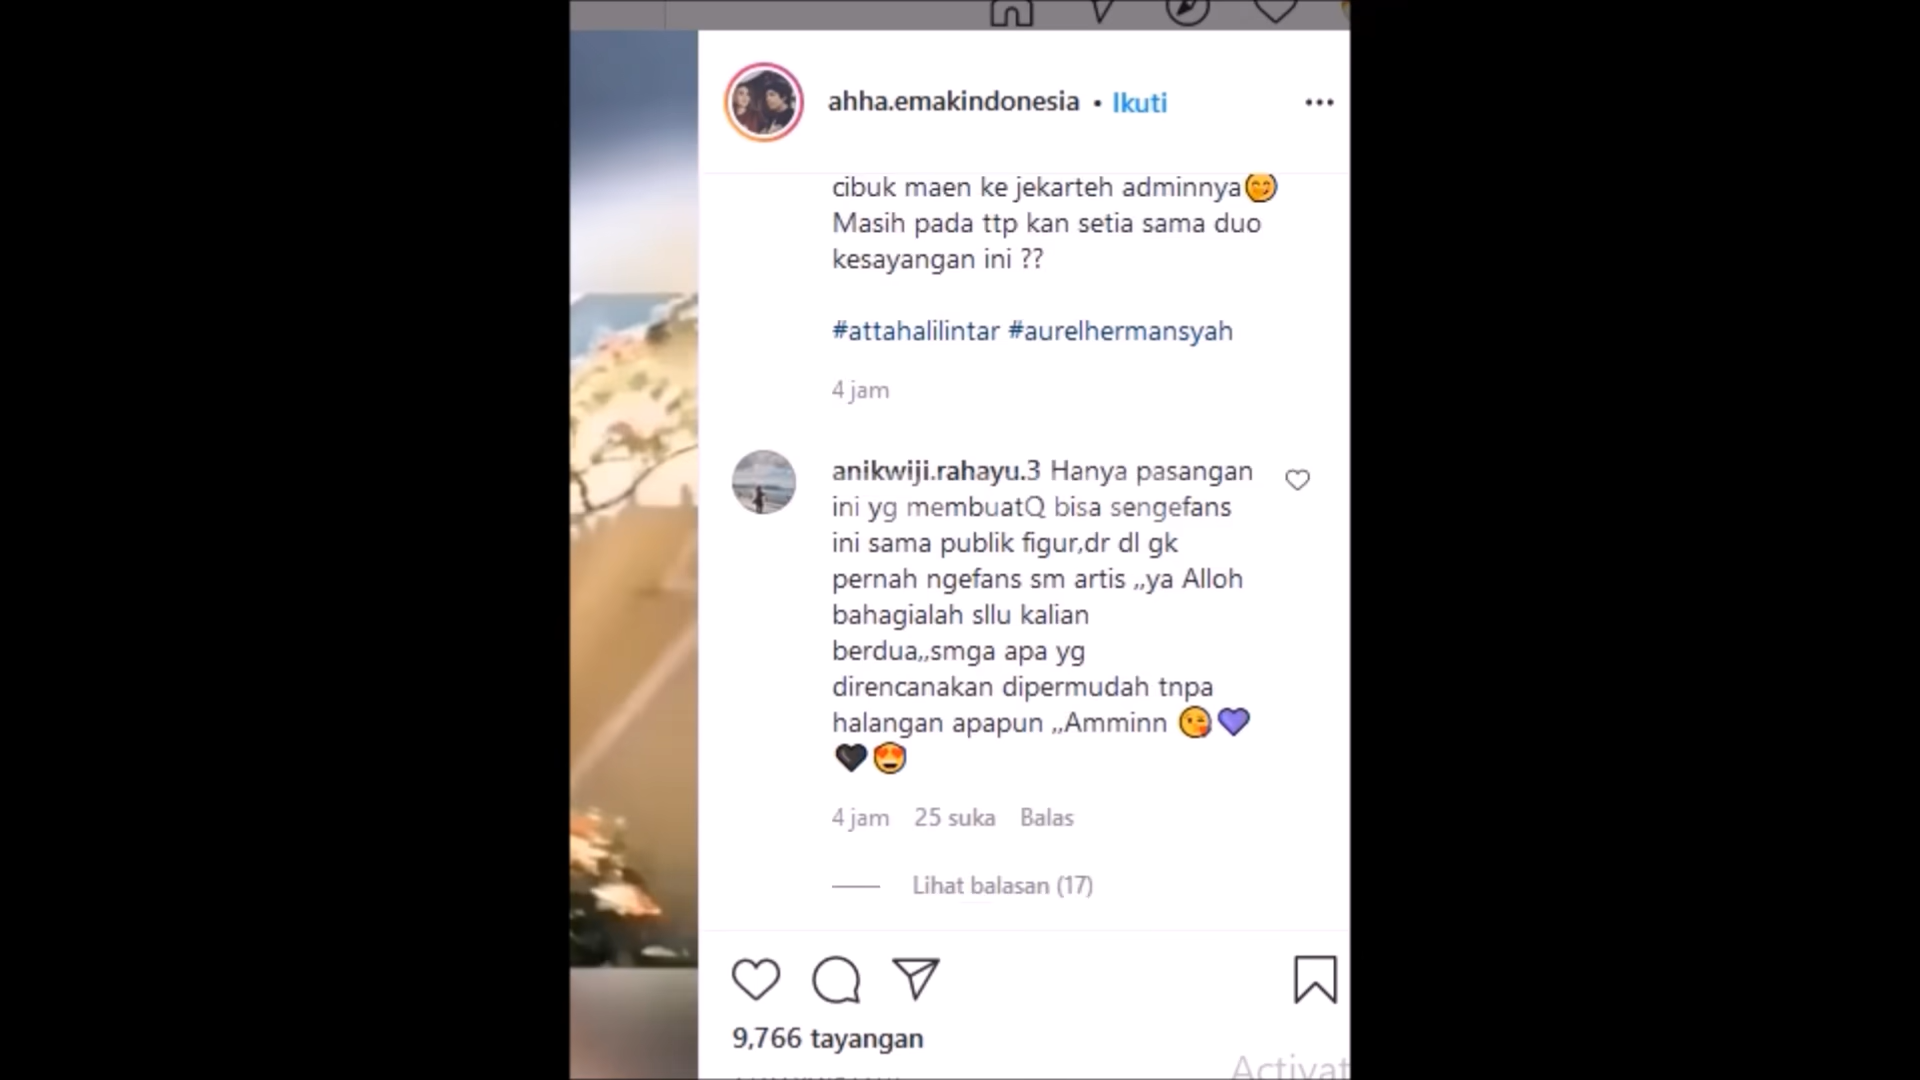 ahha.emakindonesia • Ikuti
cibuk maen ke jekarteh adminnya😋
Masih pada ttp kan setia sama duo
kesayangan ini ??
#attahalilintar #aurelhermansyah
4 jam
anikwiji.rahayu.3 Hanya pasangan
ini yg membuatQ bisa sengefans
ini sama publik figur,dr dl gk
pernah ngefans sm artis ,,ya Alloh
bahagialah sllu kalian
berdua,,smga apa yg
direncanakan dipermudah tnpa
halangan apapun ,,Amminn 😘💜
🖤😍
4 jam 25 suka Balas
Lihat balasan (17)
9,766 tayangan
Activat